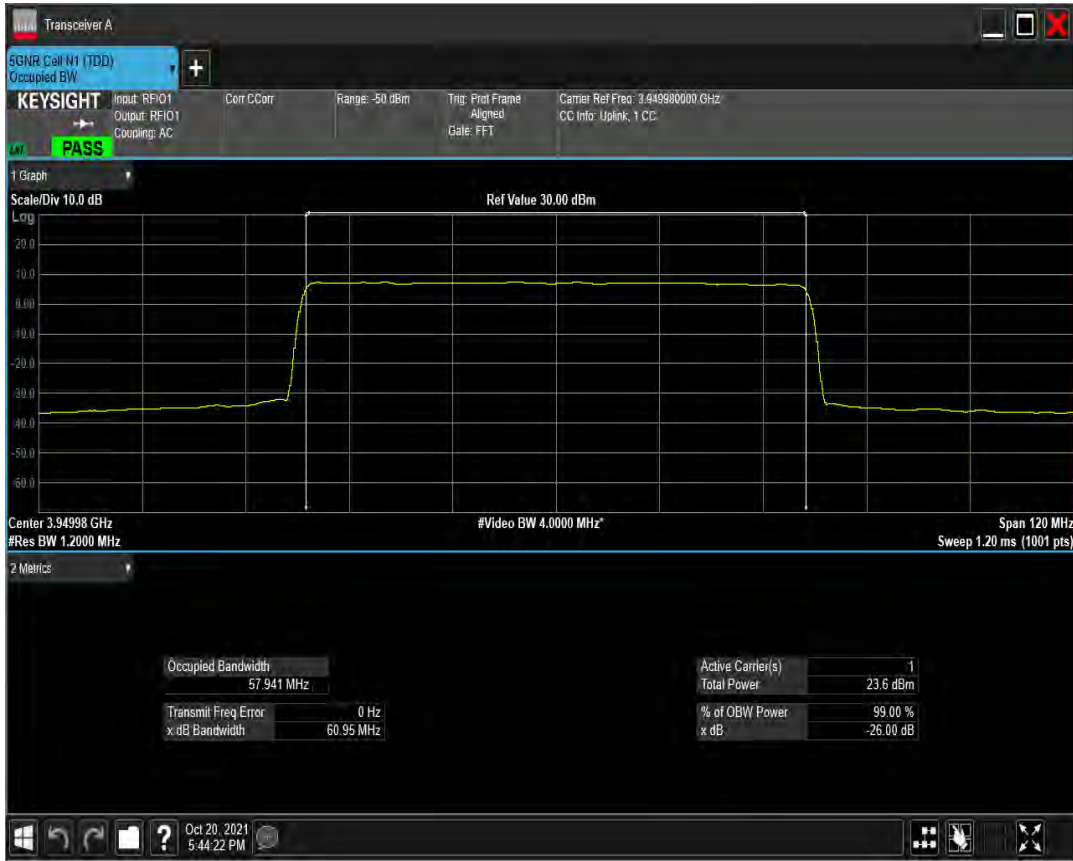 Transceiver A
5GNR Cell N1 (TDD)
Occupied BW
+
KEYSIGHT Input: RFIO1 Corr CCorr Range: -50 dBm Trig: Prot Frame Carrier Ref Freq: 3.949980000 GHz
Output: RFIO1 Aligned CC Info: Uplink, 1 CC
Coupling: AC Gate: FFT
PASS
1 Graph
Scale/Div 10.0 dB Ref Value 30.00 dBm
Log
20.0
10.0
0.00
-10.0
-20.0
-30.0
-40.0
-50.0
-60.0
Center 3.94998 GHz #Video BW 4.0000 MHz* Span 120 MHz
#Res BW 1.2000 MHz Sweep 1.20 ms (1001 pts)
2 Metrics
Occupied Bandwidth Active Carrier(s) 1
57.941 MHz Total Power 23.6 dBm
Transmit Freq Error 0 Hz % of OBW Power 99.00 %
x dB Bandwidth 60.95 MHz x dB -26.00 dB
?
Oct 20, 2021
5:44:22 PM